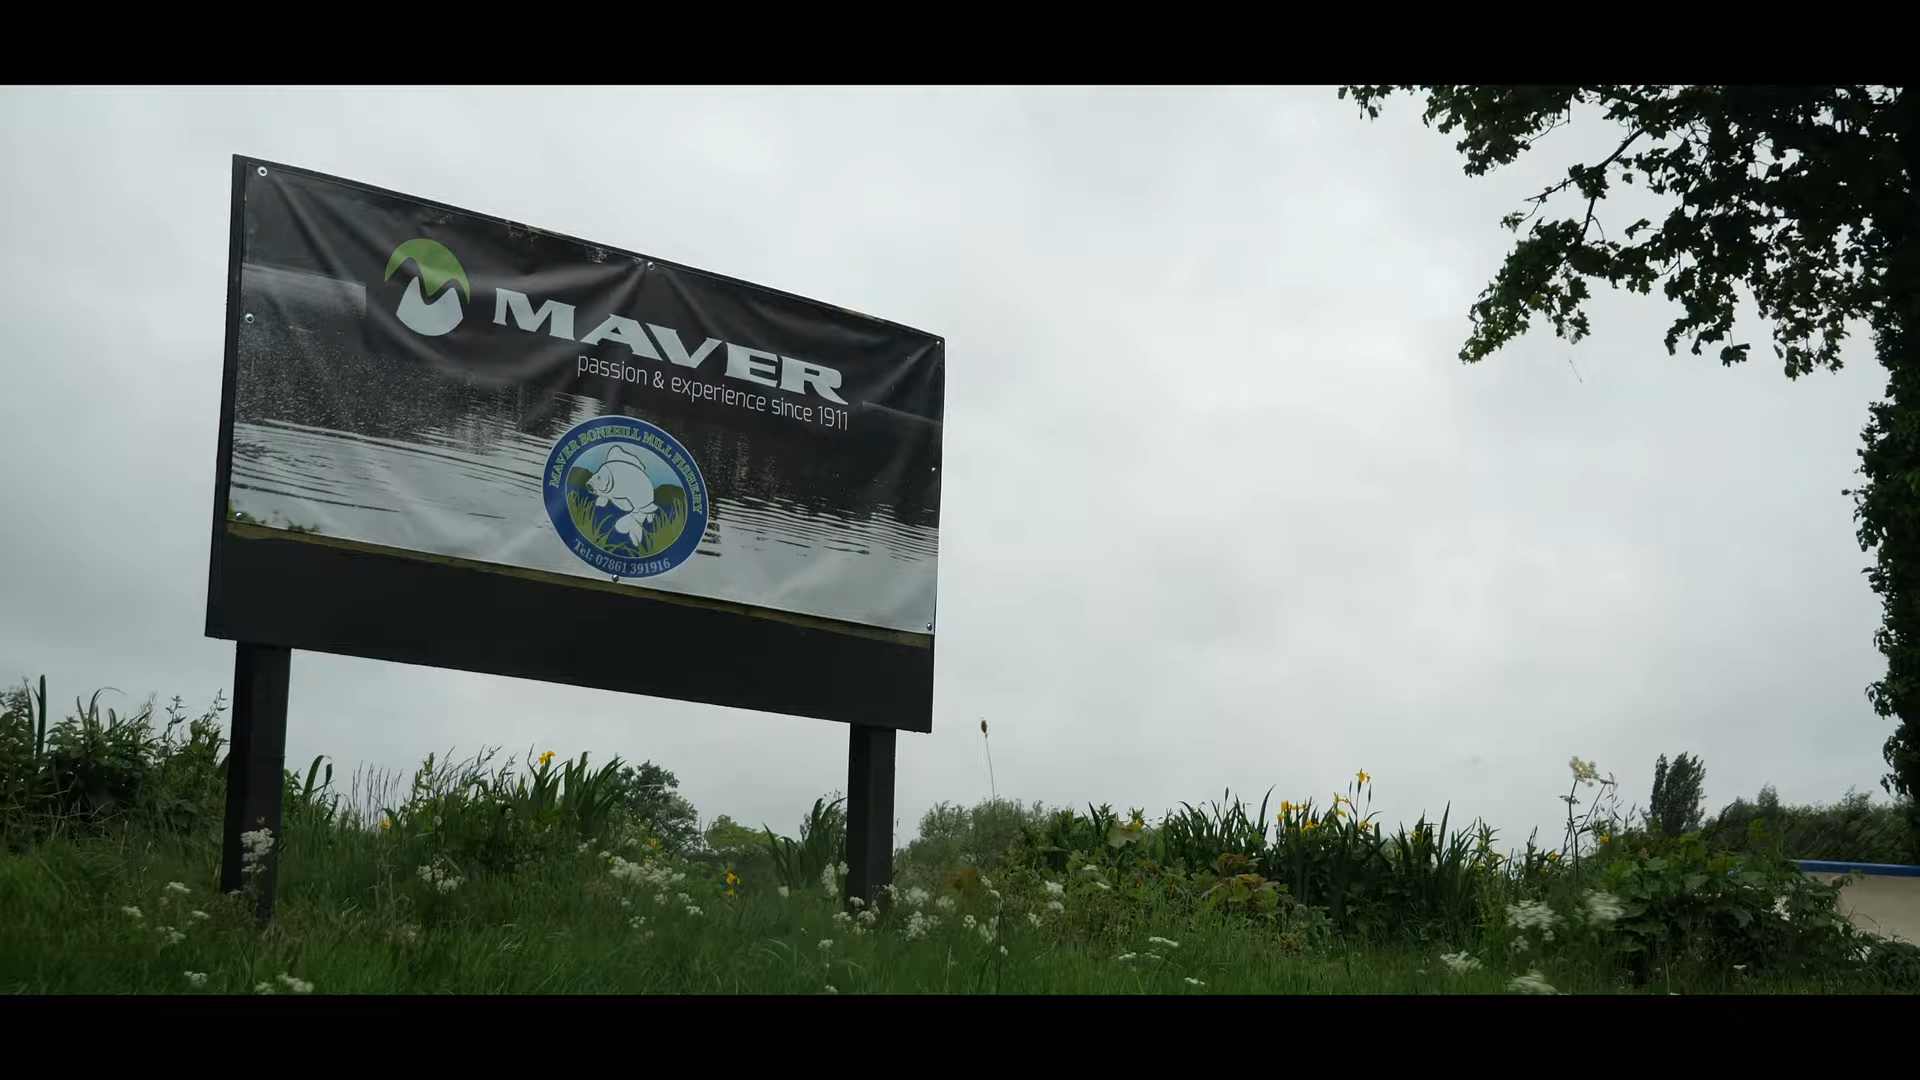 MAVER
passion & experience since 1911
MAVER BONEHILL MILL FISHERY
Tel: 07861 391916